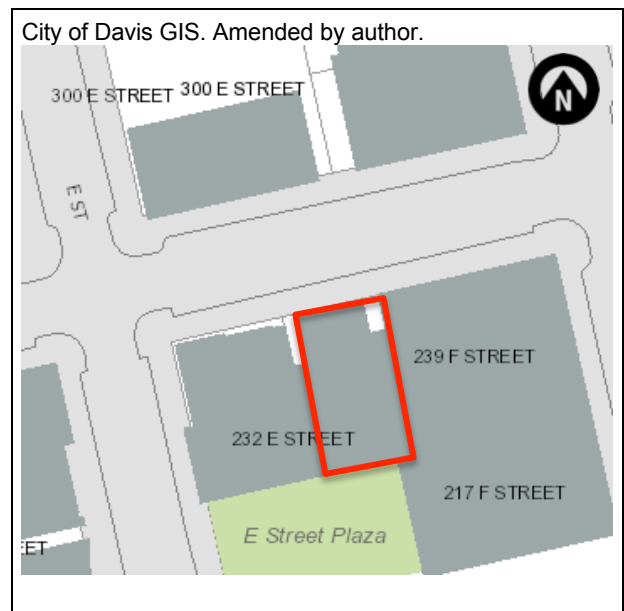 City of Davis GIS. Amended by author.
300 E STREET
300 E STREET
N
E ST
239 F STREET
232 E STREET
217 F STREET
E Street Plaza
EET